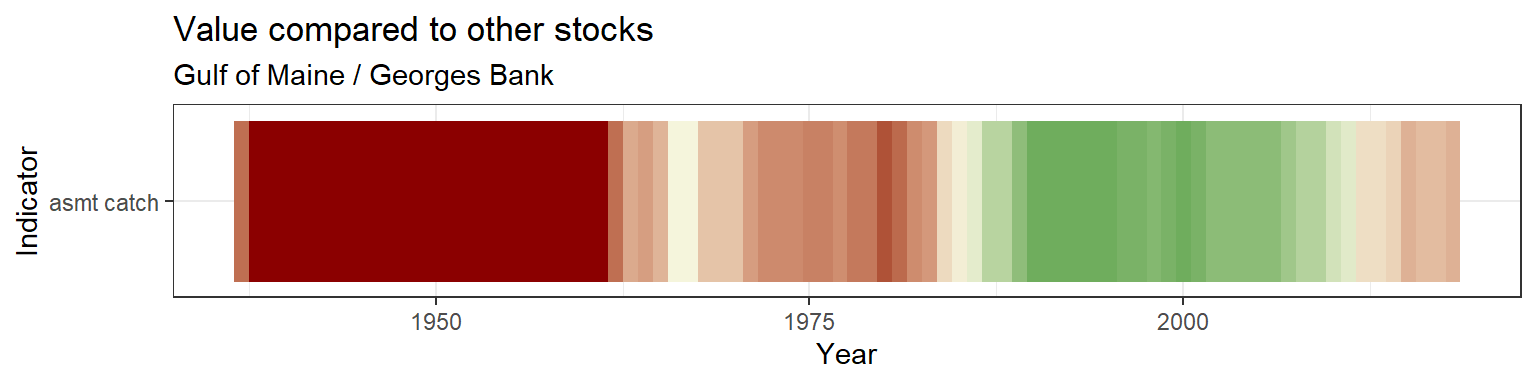 Value compared to other stocks
Gulf of Maine / Georges Bank
Indicator
asmt catch
1950 1975 2000
Year